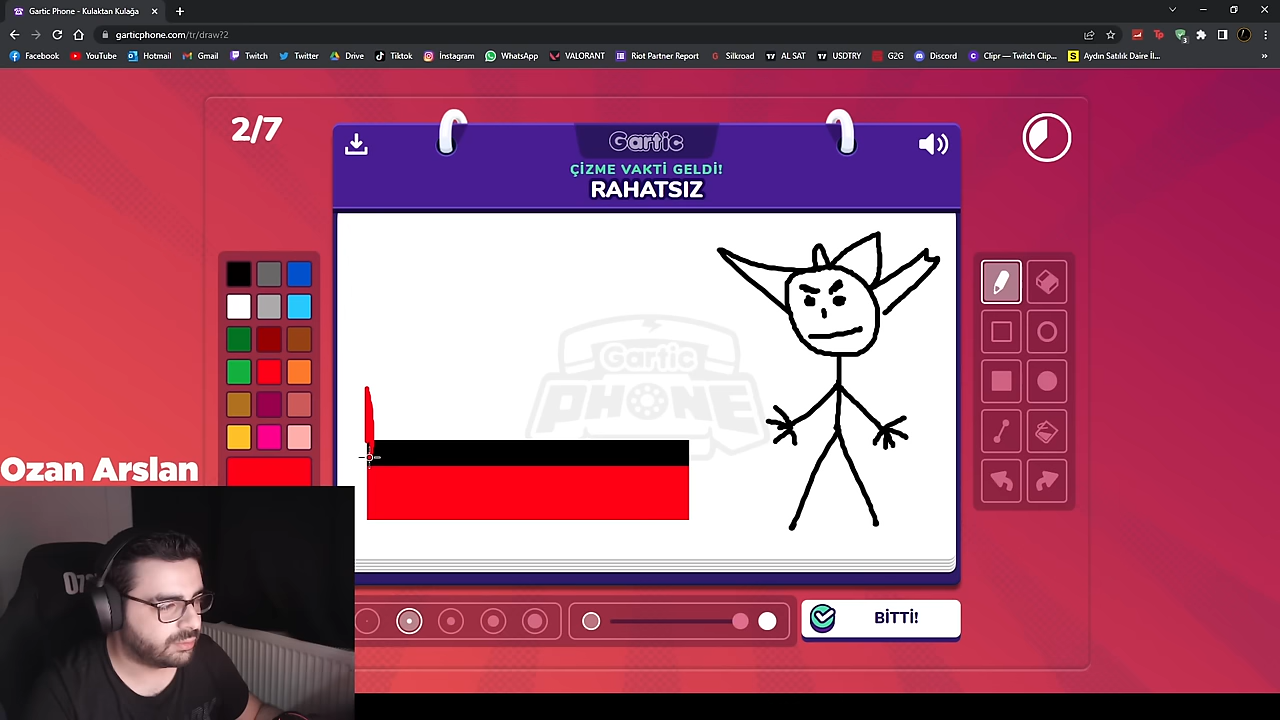 Gartic Phone - Kulaktan Kulağa
garticphone.com/tr/draw?2
Facebook YouTube Hotmail Gmail Twitch Twitter Drive Tiktok Instagram WhatsApp VALORANT Riot Partner Report Silkroad AL SAT USDTRY G2G Discord Clipr — Twitch Clip... Aydın Satılık Daire İl...
2/7
Gartic
ÇİZME VAKTİ GELDİ!
RAHATSIZ
Gartic
PHONE
Ozan Arslan
BİTTİ!